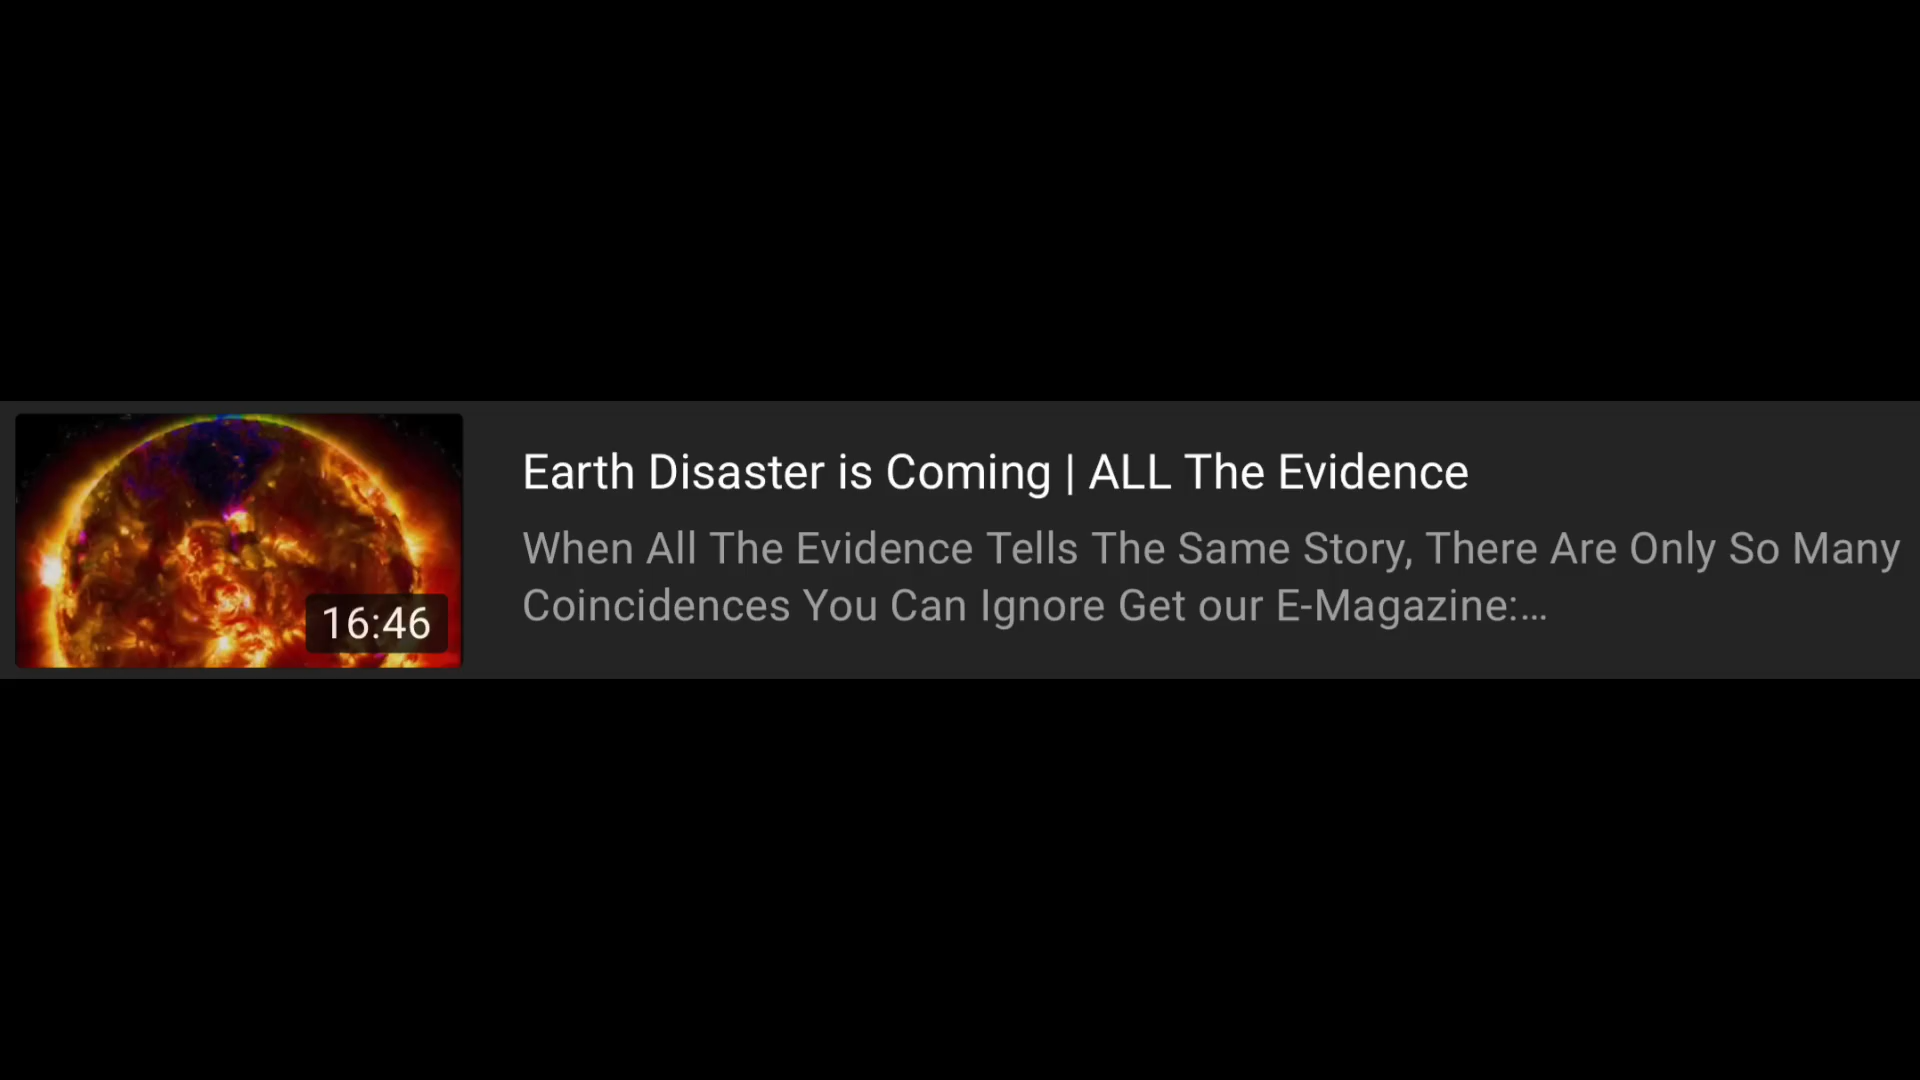 Earth Disaster is Coming | ALL The Evidence
When All The Evidence Tells The Same Story, There Are Only So Many
Coincidences You Can Ignore Get our E-Magazine:…
16:46